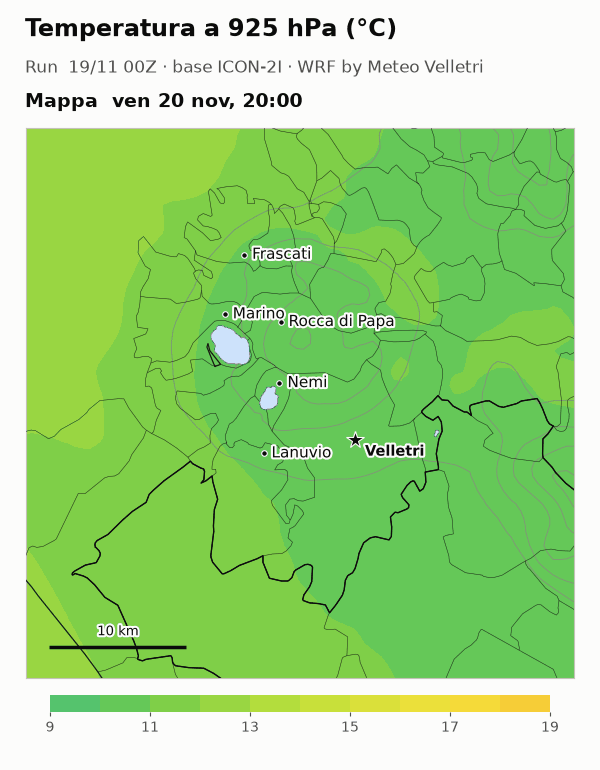 Temperatura a 925 hPa (°C)
Run  19/11 00Z · base ICON-2I · WRF by Meteo Velletri
Mappa  ven 20 nov, 20:00
Frascati
Marino
Rocca di Papa
Nemi
Velletri
Lanuvio
10 km
9 11 13 15 17 19